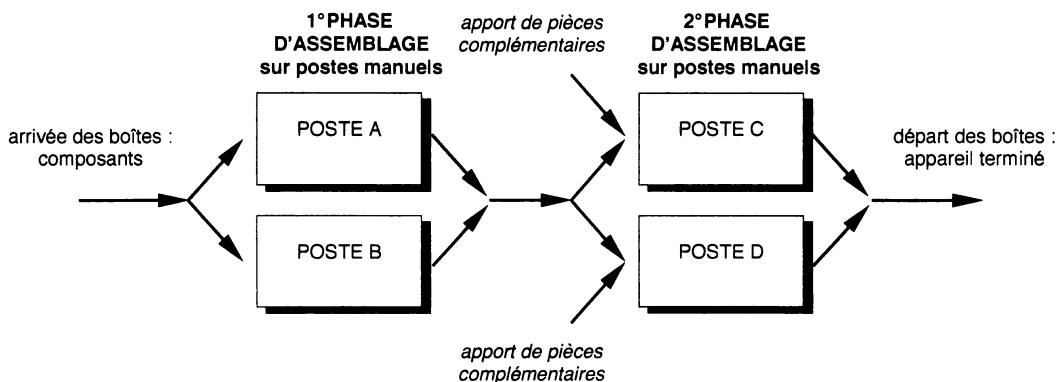 1°PHASE
D'ASSEMBLAGE
sur postes manuels
apport de pièces
complémentaires
2°PHASE
D'ASSEMBLAGE
sur postes manuels
arrivée des boîtes :
composants
POSTE A
POSTE C
départ des boîtes :
appareil terminé
POSTE B
POSTE D
apport de pièces
complémentaires